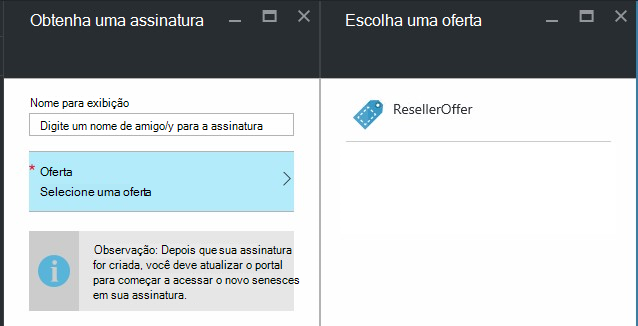 Obtenha uma assinatura
Nome para exibição
Digite um nome de amigo/y para a assinatura
* Oferta
Selecione uma oferta
Observação: Depois que sua assinatura
for criada, você deve atualizar o portal
para começar a acessar o novo senesces
em sua assinatura.
Escolha uma oferta
ResellerOffer